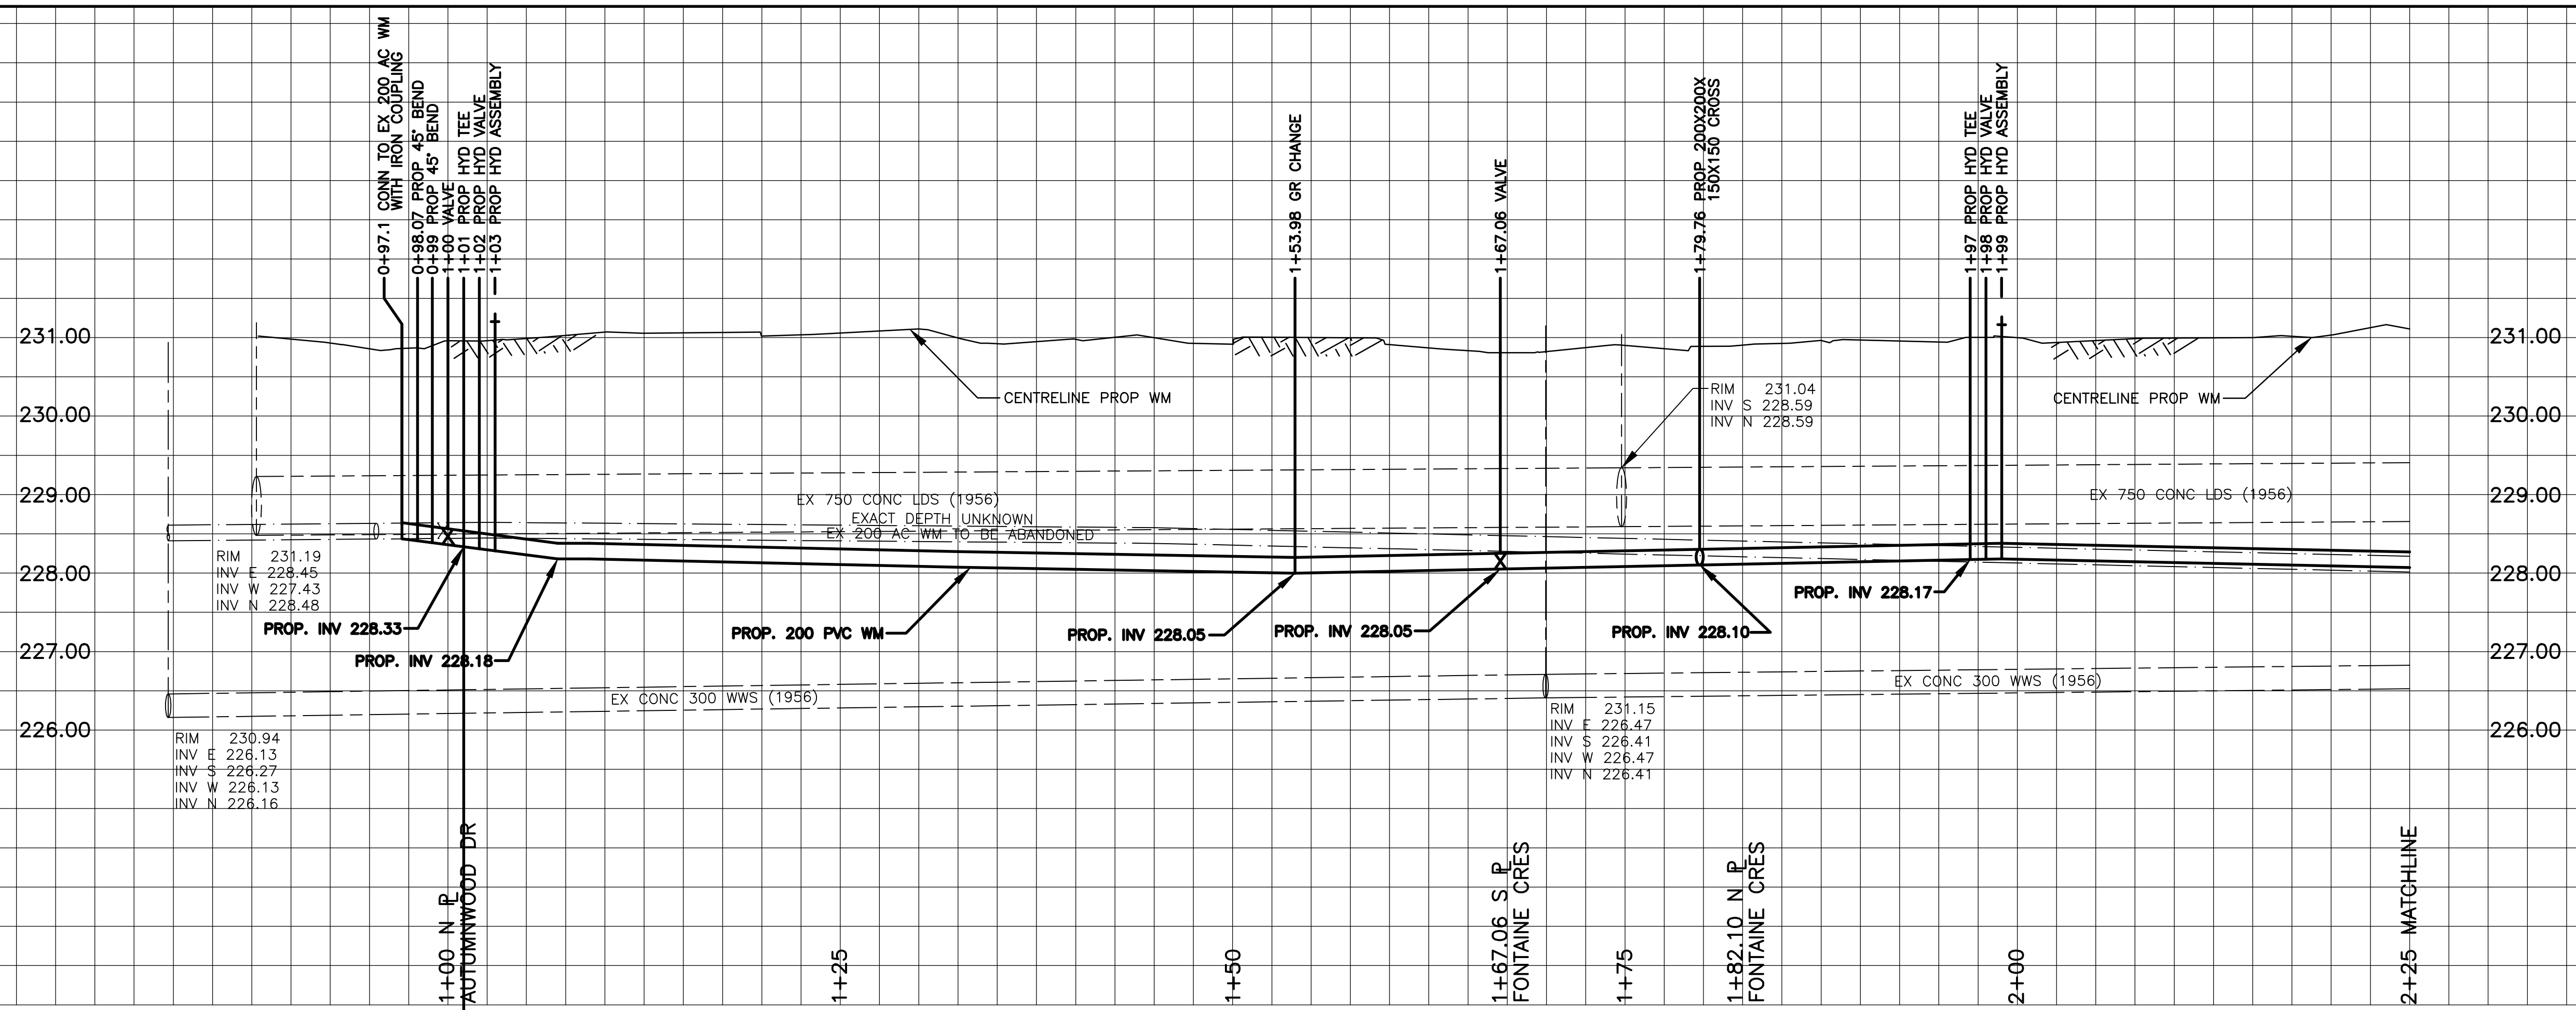 0+97.1 CONN TO EX 200 AC WM
WITH IRON COUPLING
0+98.07 PROP 45° BEND
0+99 PROP 45° BEND
1+00 VALVE
1+01 PROP HYD TEE
1+02 PROP HYD VALVE
1+03 PROP HYD ASSEMBLY
1+53.98 GR CHANGE
1+67.06 VALVE
1+79.76 PROP 200X200X
150X150 CROSS
1+97 PROP HYD TEE
1+98 PROP HYD VALVE
1+99 PROP HYD ASSEMBLY
231.00
231.00
CENTRELINE PROP WM
RIM 231.04
INV S 228.59
INV N 228.59
CENTRELINE PROP WM
230.00
230.00
229.00
EX 750 CONC LDS (1956)
EX 750 CONC LDS (1956)
229.00
EXACT DEPTH UNKNOWN
EX 200 AC WM TO BE ABANDONED
RIM 231.19
INV E 228.45
INV W 227.43
INV N 228.48
228.00
228.00
PROP. INV 228.33
PROP. INV 228.18
PROP. 200 PVC WM
PROP. INV 228.05
PROP. INV 228.05
PROP. INV 228.10
PROP. INV 228.17
227.00
227.00
EX CONC 300 WWS (1956)
EX CONC 300 WWS (1956)
226.00
226.00
RIM 230.94
INV E 226.13
INV S 226.27
INV W 226.13
INV N 226.16
RIM 231.15
INV E 226.47
INV S 226.41
INV W 226.47
INV N 226.41
1+00 N PL
AUTUMNWOOD DR
1+25
1+50
1+67.06 S PL
FONTAINE CRES
1+75
1+82.10 N PL
FONTAINE CRES
2+00
2+25 MATCHLINE